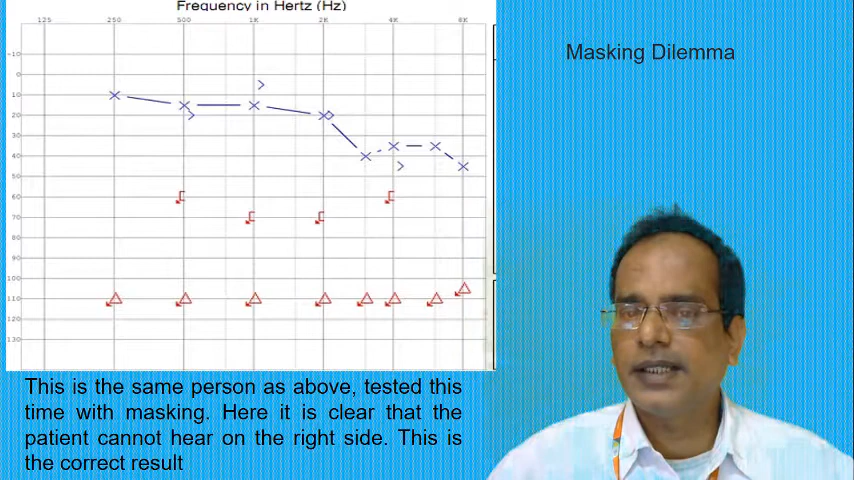 Frequency in Hertz (Hz)
125 250 500 1K 2K 4K 8K
Masking Dilemma
-10
0
10
20
30
40
50
60
70
80
90
100
110
120
130
This is the same person as above, tested this
time with masking. Here it is clear that the
patient cannot hear on the right side. This is
the correct result